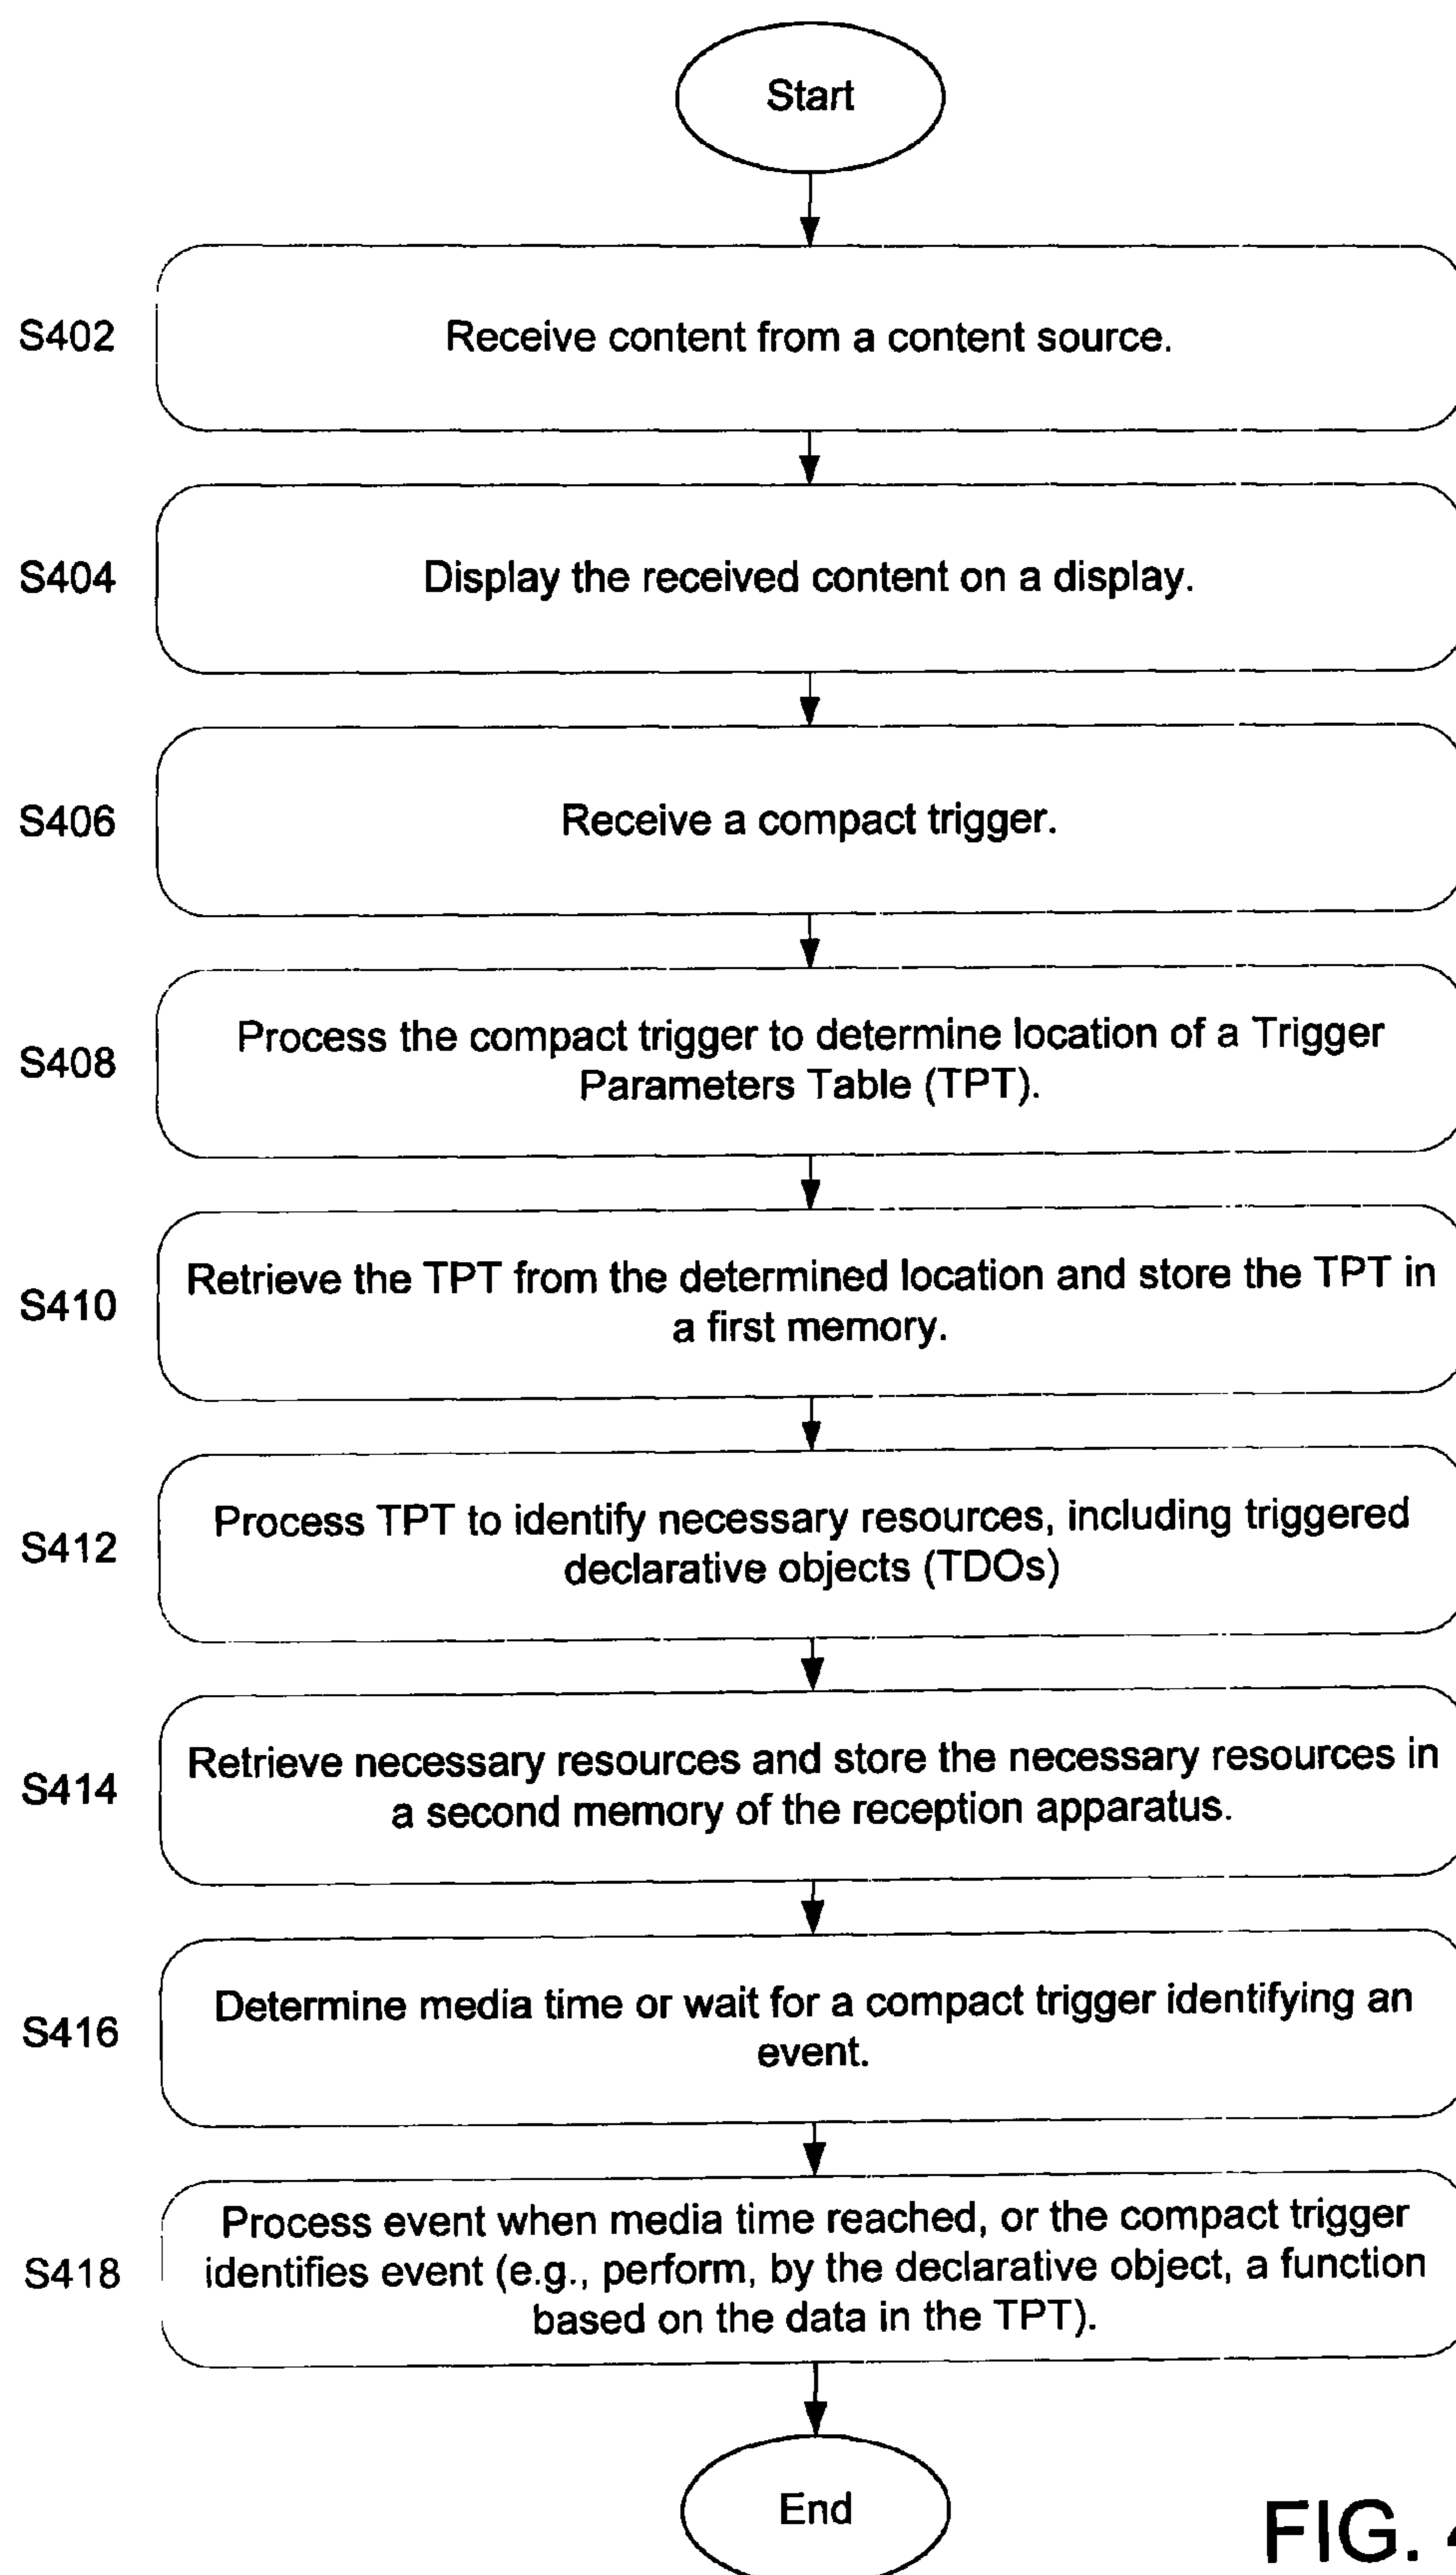 Start
S402
Receive content from a content source.
S404
Display the received content on a display.
S406
Receive a compact trigger.
S408
Process the compact trigger to determine location of a Trigger
Parameters Table (TPT).
S410
Retrieve the TPT from the determined location and store the TPT in
a first memory.
S412
Process TPT to identify necessary resources, including triggered
declarative objects (TDOs)
S414
Retrieve necessary resources and store the necessary resources in
a second memory of the reception apparatus.
S416
Determine media time or wait for a compact trigger identifying an
event.
S418
Process event when media time reached, or the compact trigger
identifies event (e.g., perform, by the declarative object, a function
based on the data in the TPT).
End
FIG. 4